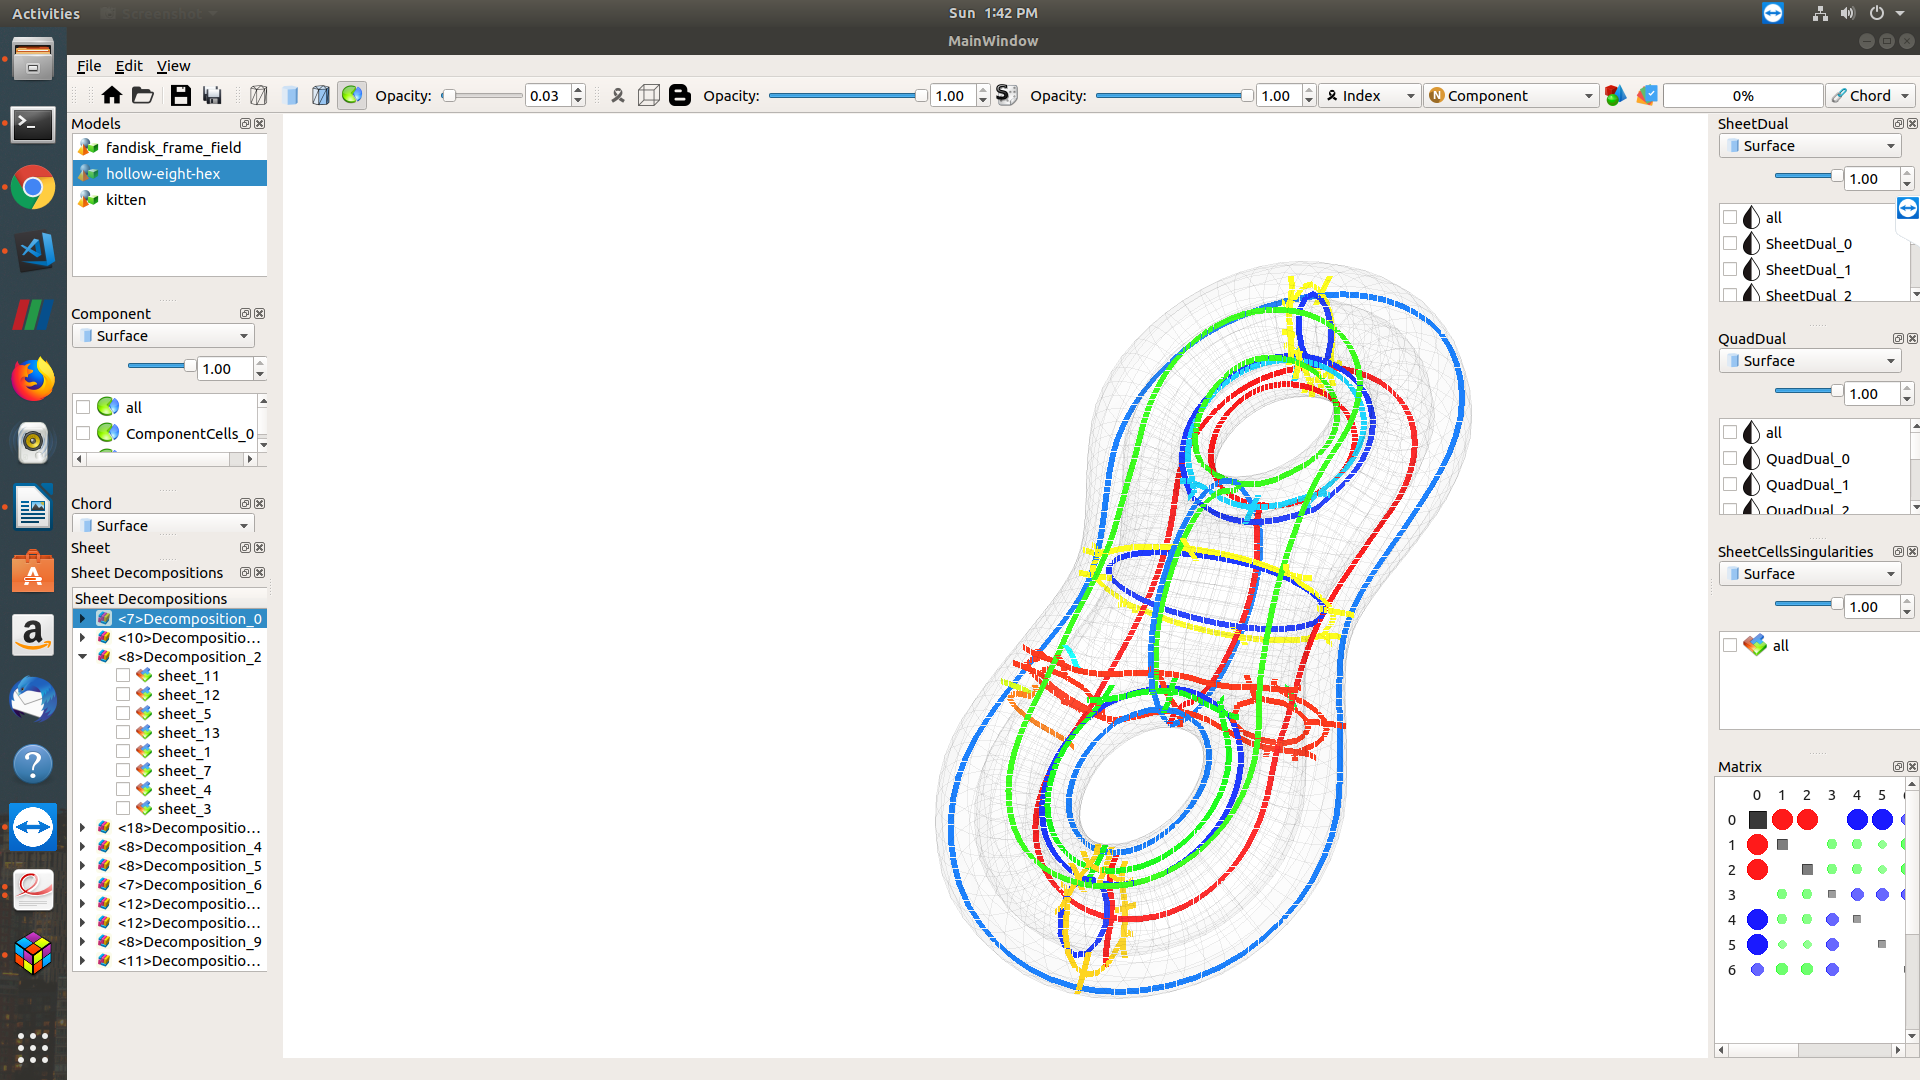 Activities
Screenshot
Sun 1:42 PM
MainWindow
File Edit View
Opacity: 0.03
Opacity: 1.00
Opacity: 1.00
Index
Component
0%
Chord
Models
fandisk_frame_field
hollow-eight-hex
kitten
Component
Surface
1.00
all
ComponentCells_0
Chord
Surface
Sheet
Sheet Decompositions
Sheet Decompositions
<7>Decomposition_0
<10>Decompositio...
<8>Decomposition_2
sheet_11
sheet_12
sheet_5
sheet_13
sheet_1
sheet_7
sheet_4
sheet_3
<18>Decompositio...
<8>Decomposition_4
<8>Decomposition_5
<7>Decomposition_6
<12>Decompositio...
<12>Decompositio...
<8>Decomposition_9
<11>Decompositio...
SheetDual
Surface
1.00
all
SheetDual_0
SheetDual_1
SheetDual_2
QuadDual
Surface
1.00
all
QuadDual_0
QuadDual_1
QuadDual_2
SheetCellsSingularities
Surface
1.00
all
Matrix
0 1 2 3 4 5
0
1
2
3
4
5
6